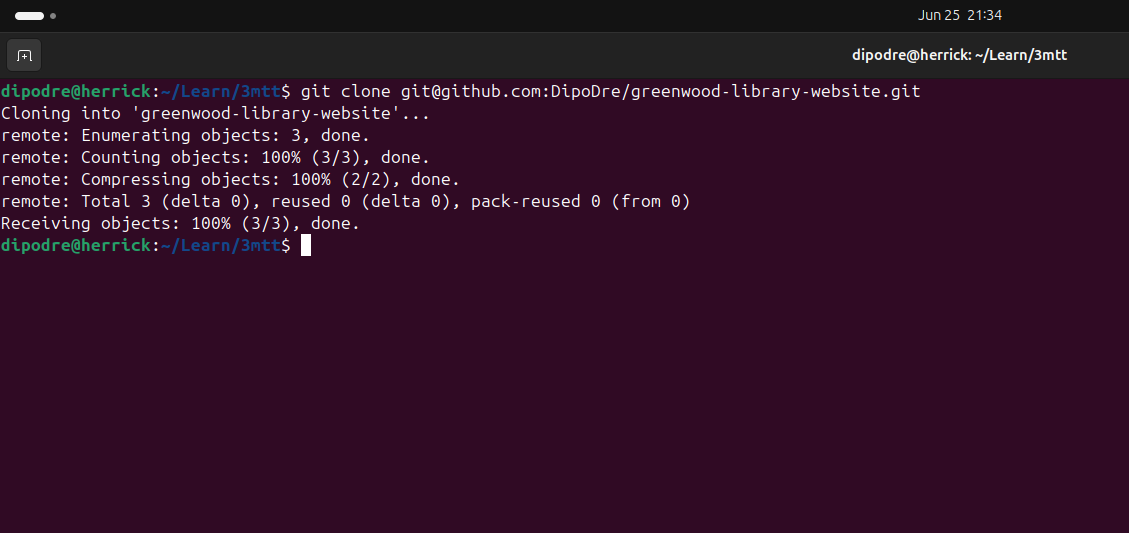 Jun 25 21:34
dipodre@herrick: ~/Learn/3mtt
dipodre@herrick:~/Learn/3mtt$ git clone git@github.com:DipoDre/greenwood-library-website.git
Cloning into 'greenwood-library-website'...
remote: Enumerating objects: 3, done.
remote: Counting objects: 100% (3/3), done.
remote: Compressing objects: 100% (2/2), done.
remote: Total 3 (delta 0), reused 0 (delta 0), pack-reused 0 (from 0)
Receiving objects: 100% (3/3), done.
dipodre@herrick:~/Learn/3mtt$